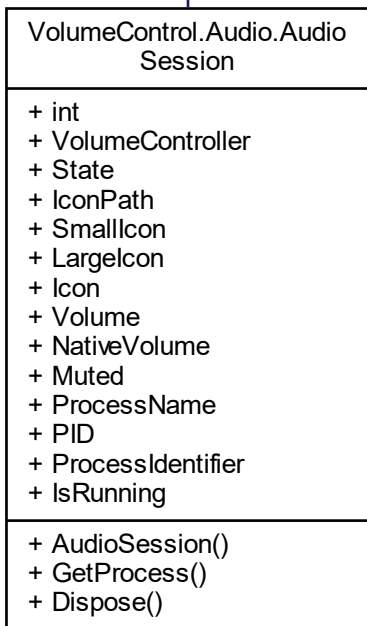 VolumeControl.Audio.Audio
Session
+ int
+ VolumeController
+ State
+ IconPath
+ SmallIcon
+ LargeIcon
+ Icon
+ Volume
+ NativeVolume
+ Muted
+ ProcessName
+ PID
+ ProcessIdentifier
+ IsRunning
+ AudioSession()
+ GetProcess()
+ Dispose()